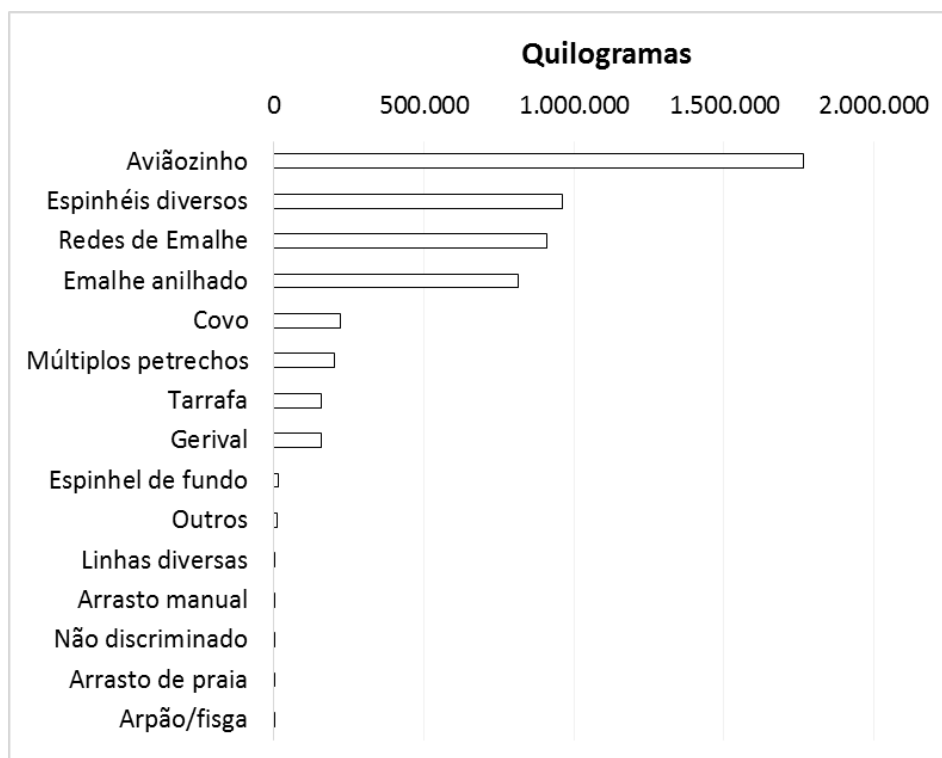 Quilogramas
0 500.000 1.000.000 1.500.000 2.000.000
Aviãozinho
Espinhéis diversos
Redes de Emalhe
Emalhe anilhado
Covo
Múltiplos petrechos
Tarrafa
Gerival
Espinhel de fundo
Outros
Linhas diversas
Arrasto manual
Não discriminado
Arrasto de praia
Arpão/fisga